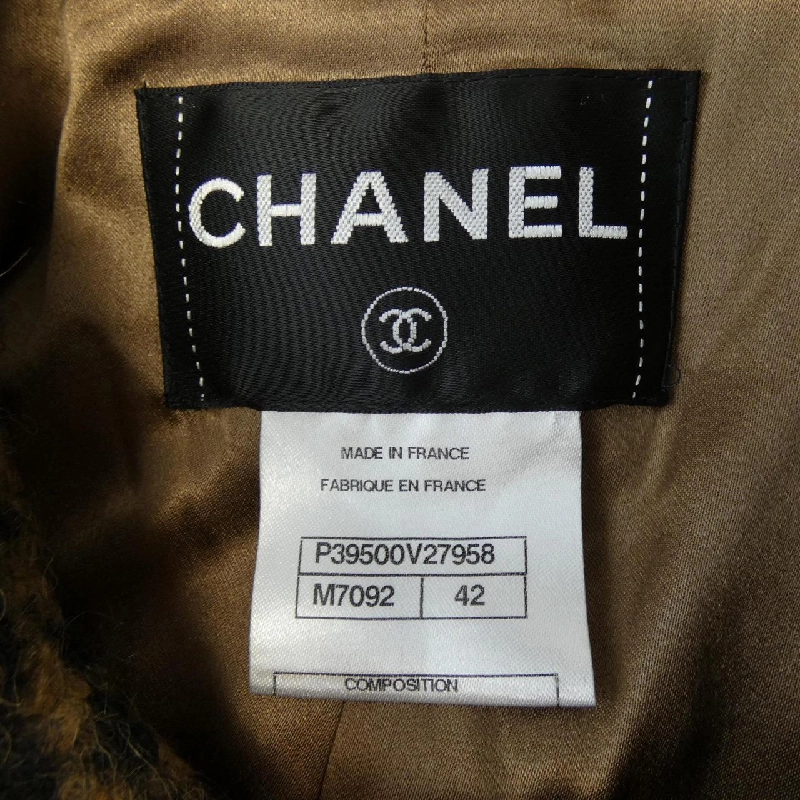 CHANEL
MADE IN FRANCE
FABRIQUE EN FRANCE
P39500V27958
M7092 42
COMPOSITION